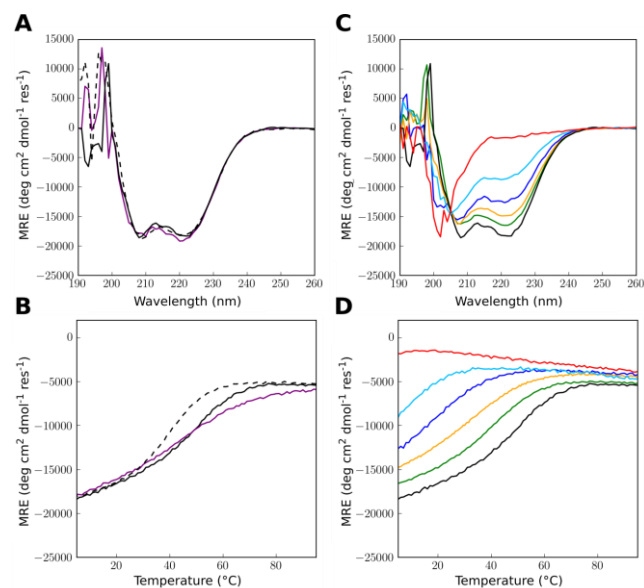 A
C
15000
10000
5000
0
−5000
−10000
−15000
−20000
−25000
MRE (deg cm² dmol⁻¹ res⁻¹)
190 200 210 220 230 240 250 260
Wavelength (nm)
15000
10000
5000
0
−5000
−10000
−15000
−20000
−25000
MRE (deg cm² dmol⁻¹ res⁻¹)
190 200 210 220 230 240 250 260
Wavelength (nm)
B
D
0
−5000
−10000
−15000
−20000
−25000
MRE (deg cm² dmol⁻¹ res⁻¹)
20 40 60 80
Temperature (°C)
0
−5000
−10000
−15000
−20000
−25000
MRE (deg cm² dmol⁻¹ res⁻¹)
20 40 60 80
Temperature (°C)